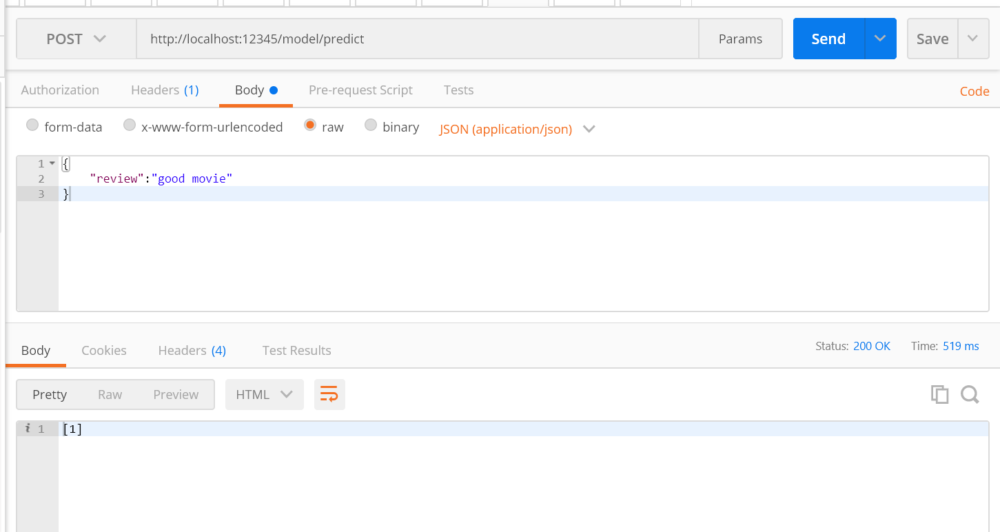 POST http://localhost:12345/model/predict Params Send Save
Authorization Headers (1) Body Pre-request Script Tests Code
form-data x-www-form-urlencoded raw binary JSON (application/json)
1 {
2 "review":"good movie"
3 }
Body Cookies Headers (4) Test Results Status: 200 OK Time: 519 ms
Pretty Raw Preview HTML
i 1 [1]